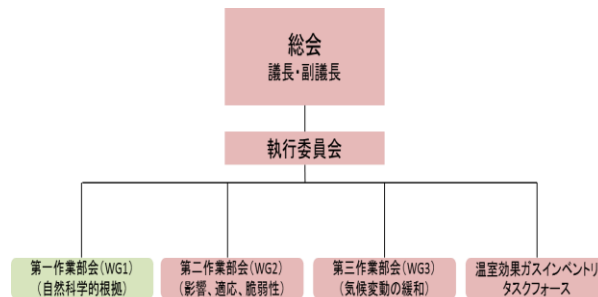 総会
議長・副議長
執行委員会
第一作業部会(WG1)
(自然科学的根拠)
第二作業部会(WG2)
(影響、適応、脆弱性)
第三作業部会(WG3)
(気候変動の緩和)
温室効果ガスインベントリ
タスクフォース